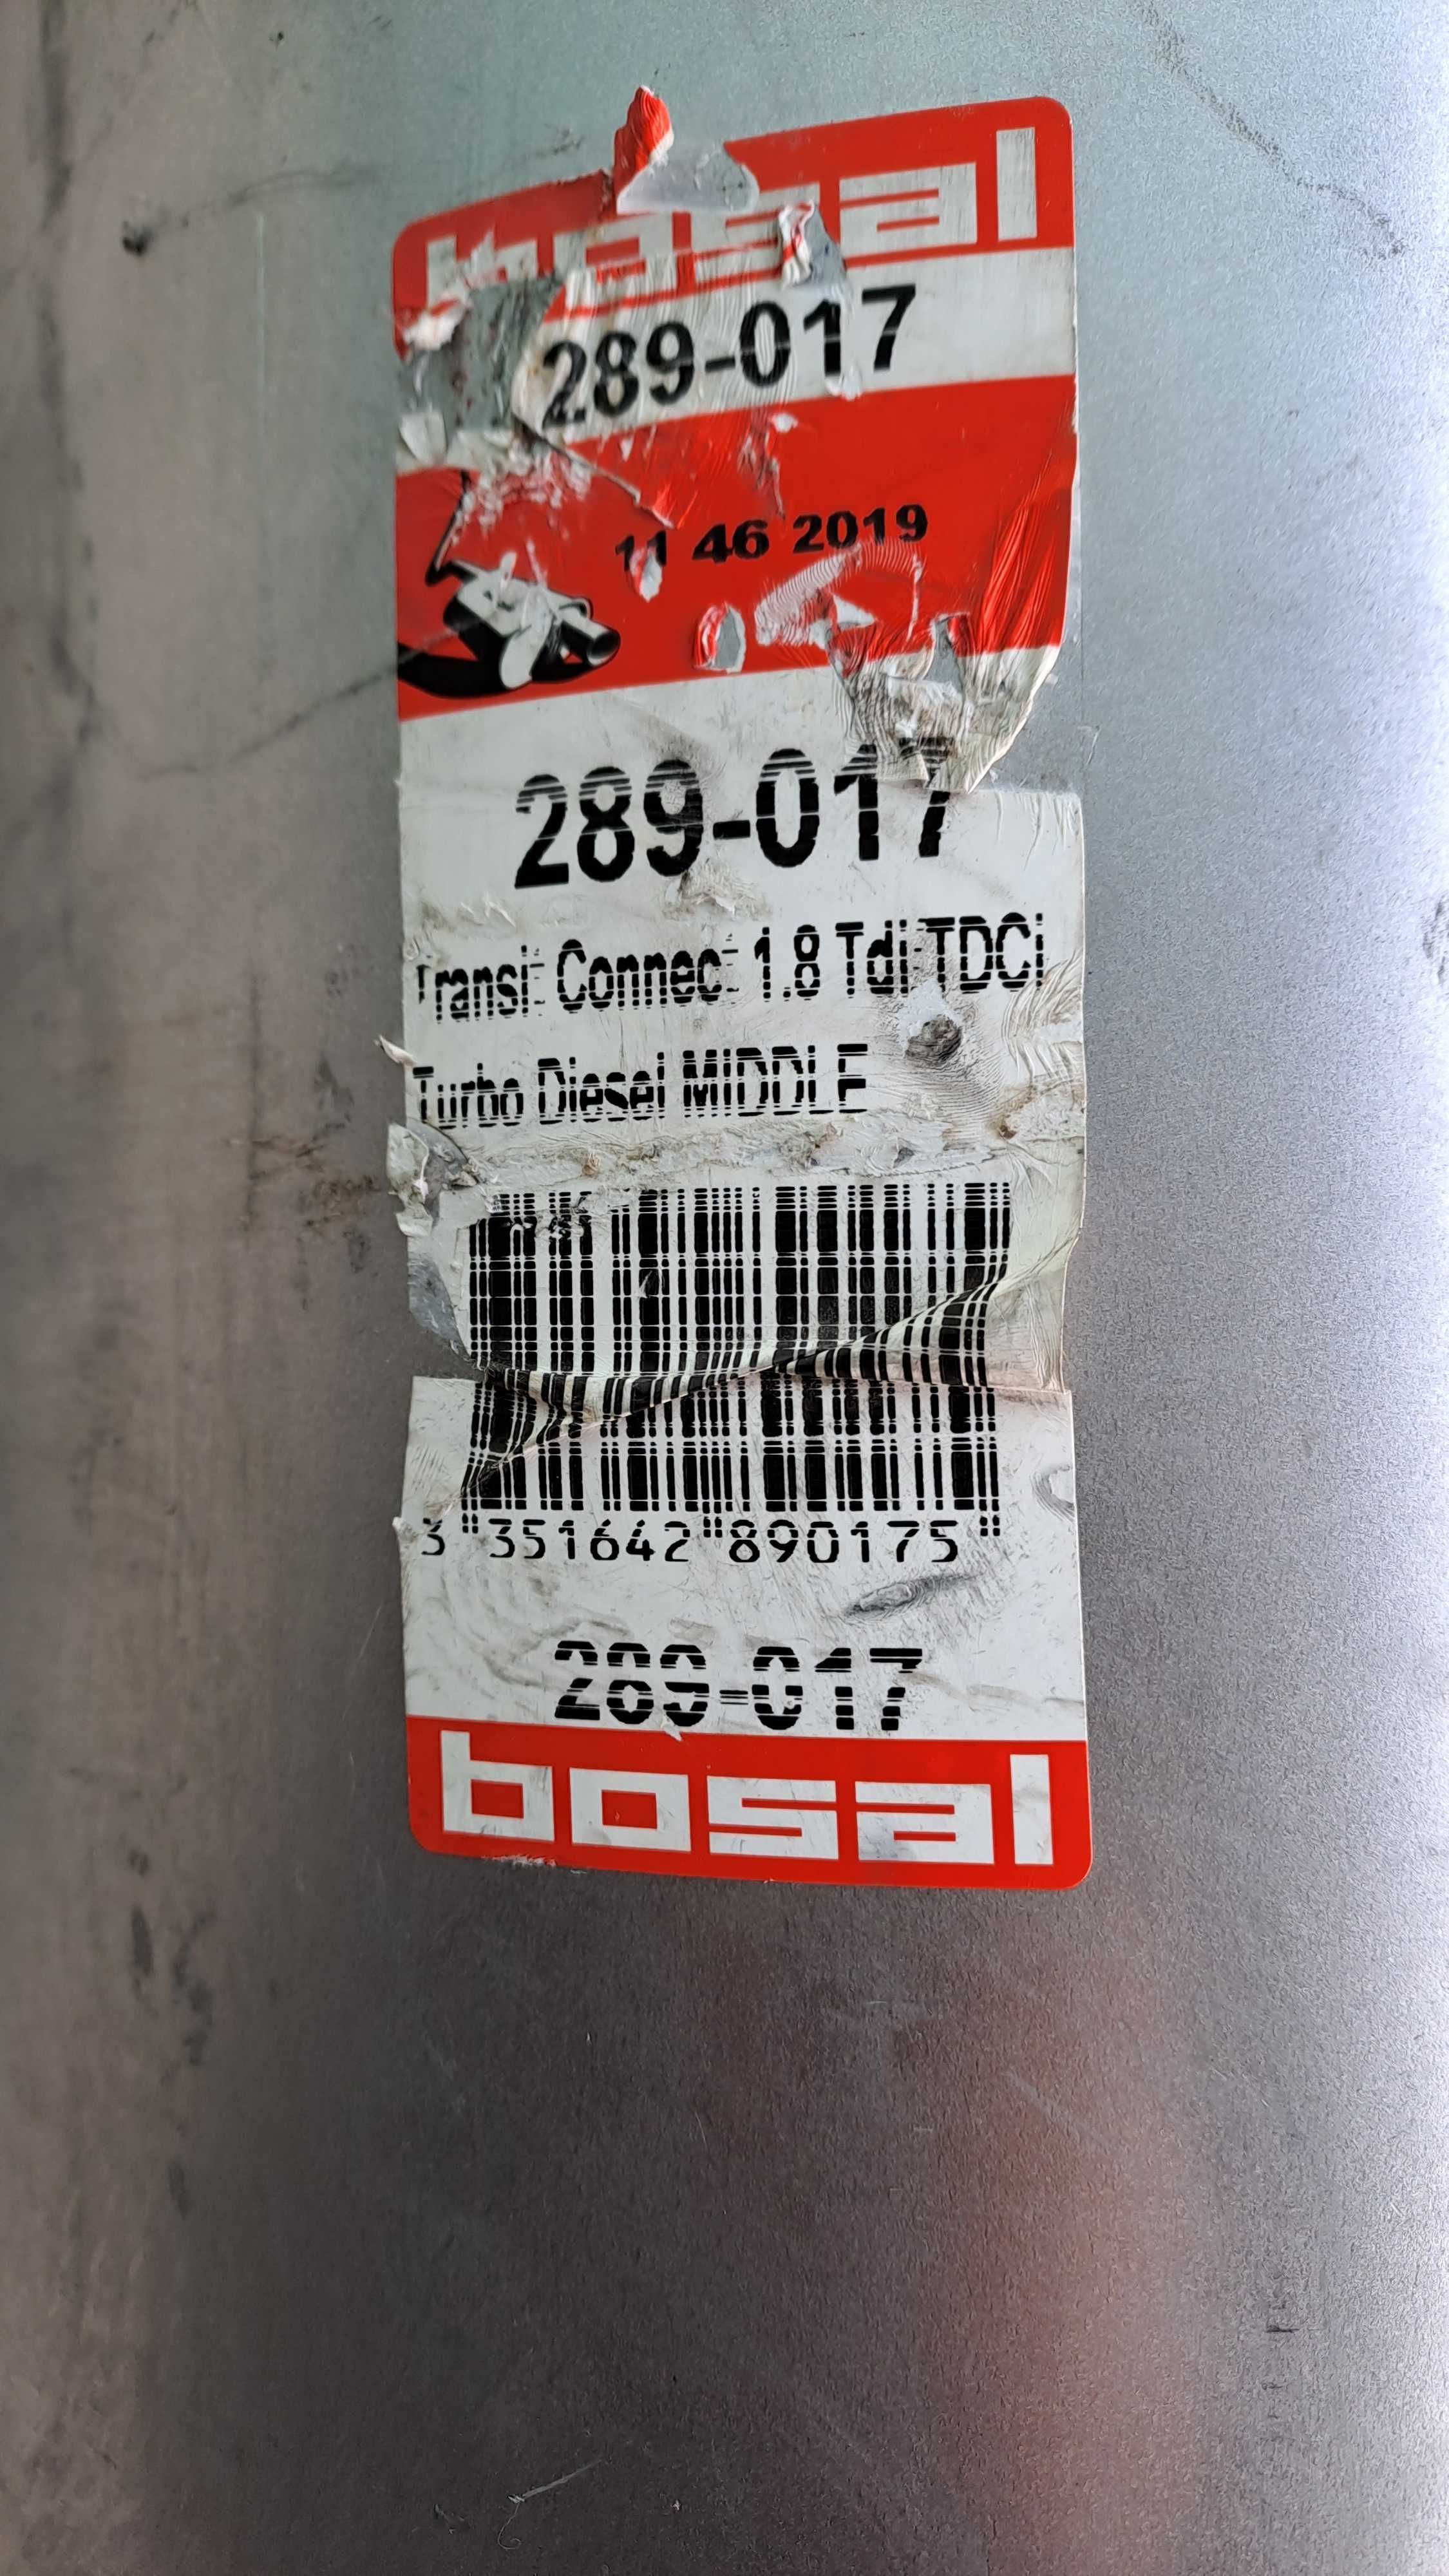 bosal
289-017
11 46 2019
289-017
Transit Connect 1.8 Tdi TDCi
Turbo Diesel MIDDLE
3 "351642"890175"
289-017
bosal